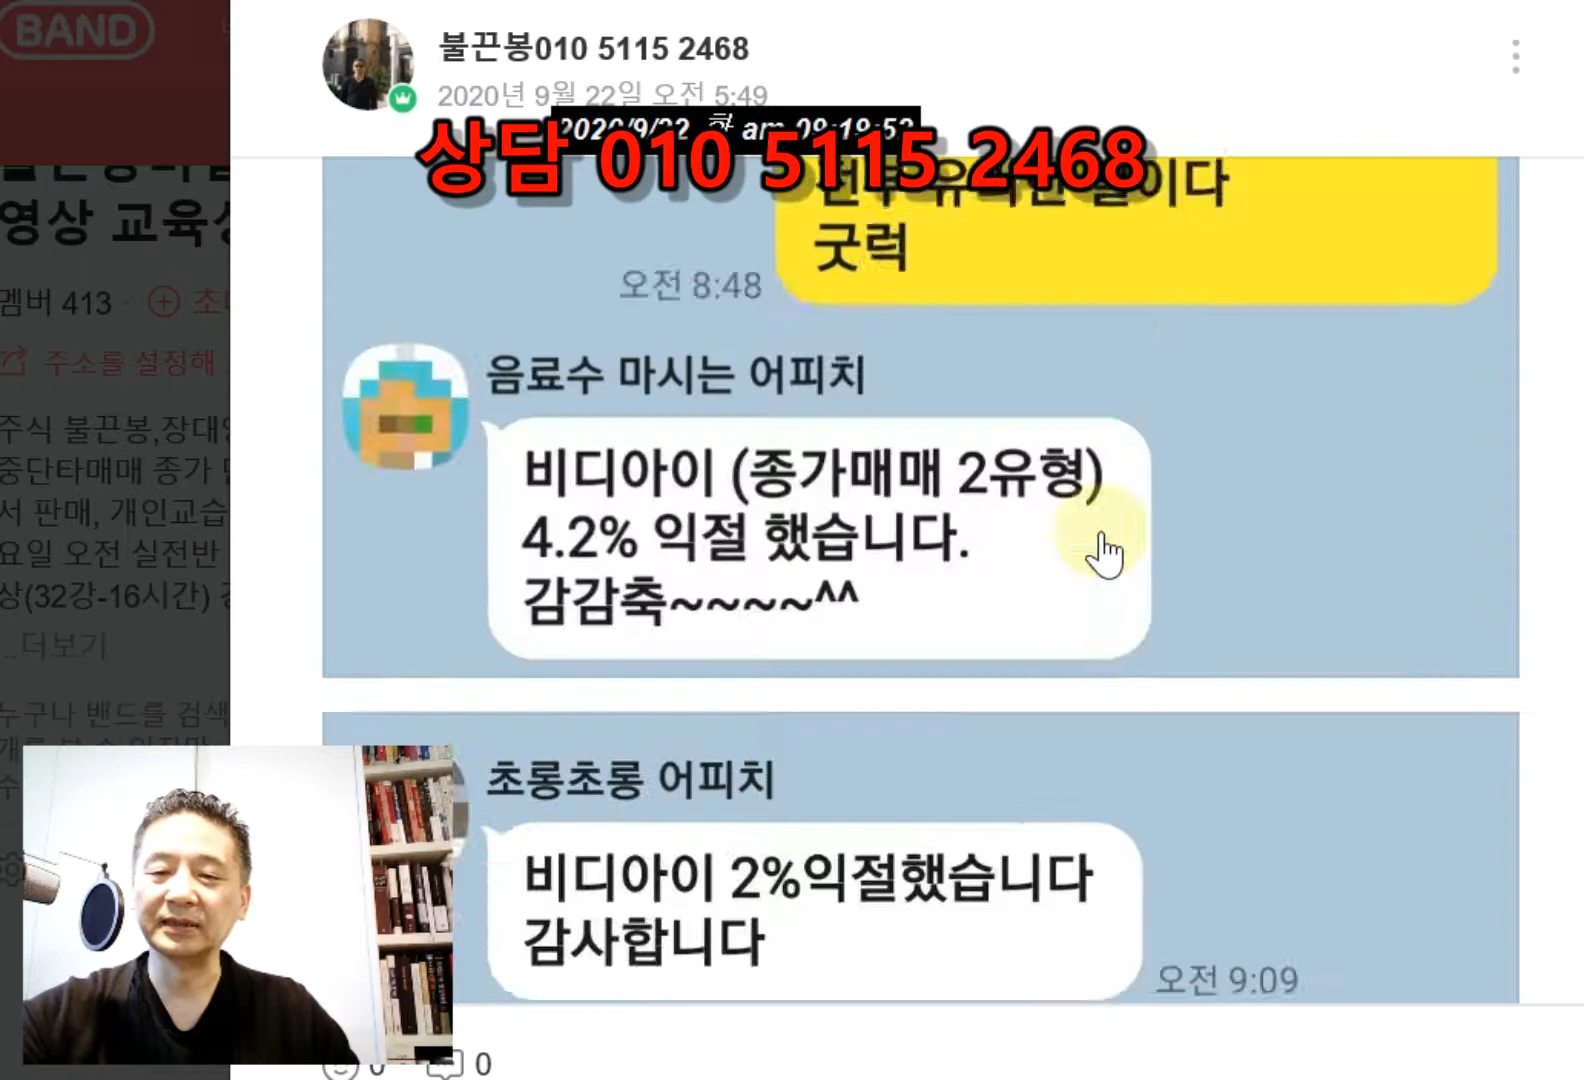 BAND
불끈봉010 5115 2468
2020년 9월 22일 오전 5:49
상담 010 5115 2468
굿럭
오전 8:48
음료수 마시는 어피치
비디아이 (종가매매 2유형)
4.2% 익절 했습니다.
감감축~~~~^^
초롱초롱 어피치
비디아이 2%익절했습니다
감사합니다
오전 9:09
0
0
영상 교육
멤버 413
주소를 설정해
주식 불끈봉,장대
중단타매매 종가
서 판매, 개인교습
요일 오전 실전반
상(32강-16시간)
...더보기
누구나 밴드를 검색